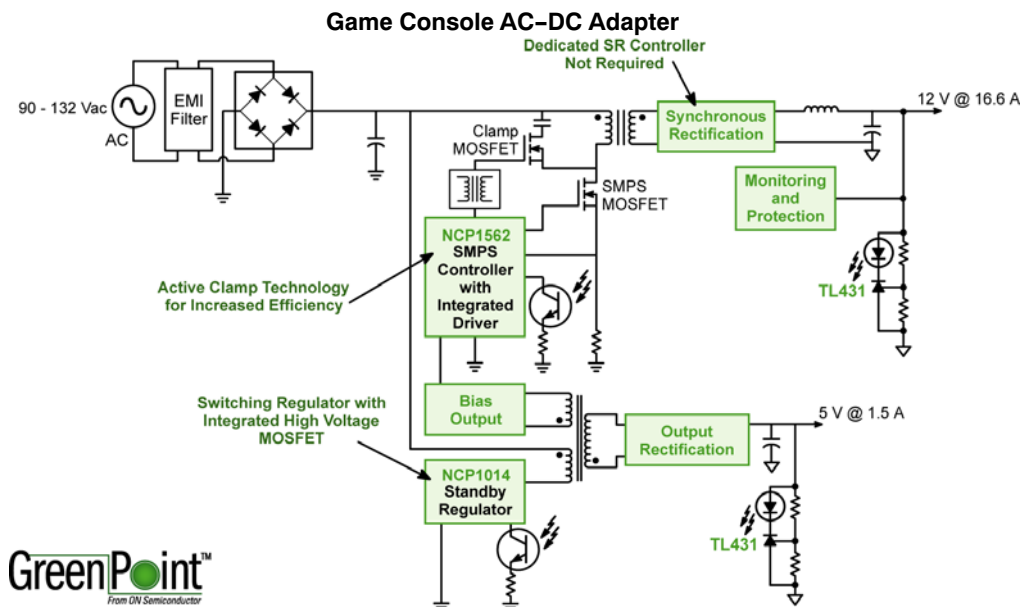 Game Console AC–DC Adapter
Dedicated SR Controller
Not Required
90 - 132 Vac
AC
EMI
Filter
Clamp
MOSFET
Synchronous
Rectification
12 V @ 16.6 A
SMPS
MOSFET
Monitoring
and
Protection
NCP1562
SMPS
Controller
with
Integrated
Driver
Active Clamp Technology
for Increased Efficiency
TL431
Switching Regulator with
Integrated High Voltage
MOSFET
Bias
Output
Output
Rectification
5 V @ 1.5 A
NCP1014
Standby
Regulator
TL431
GreenPoint™
From ON Semiconductor